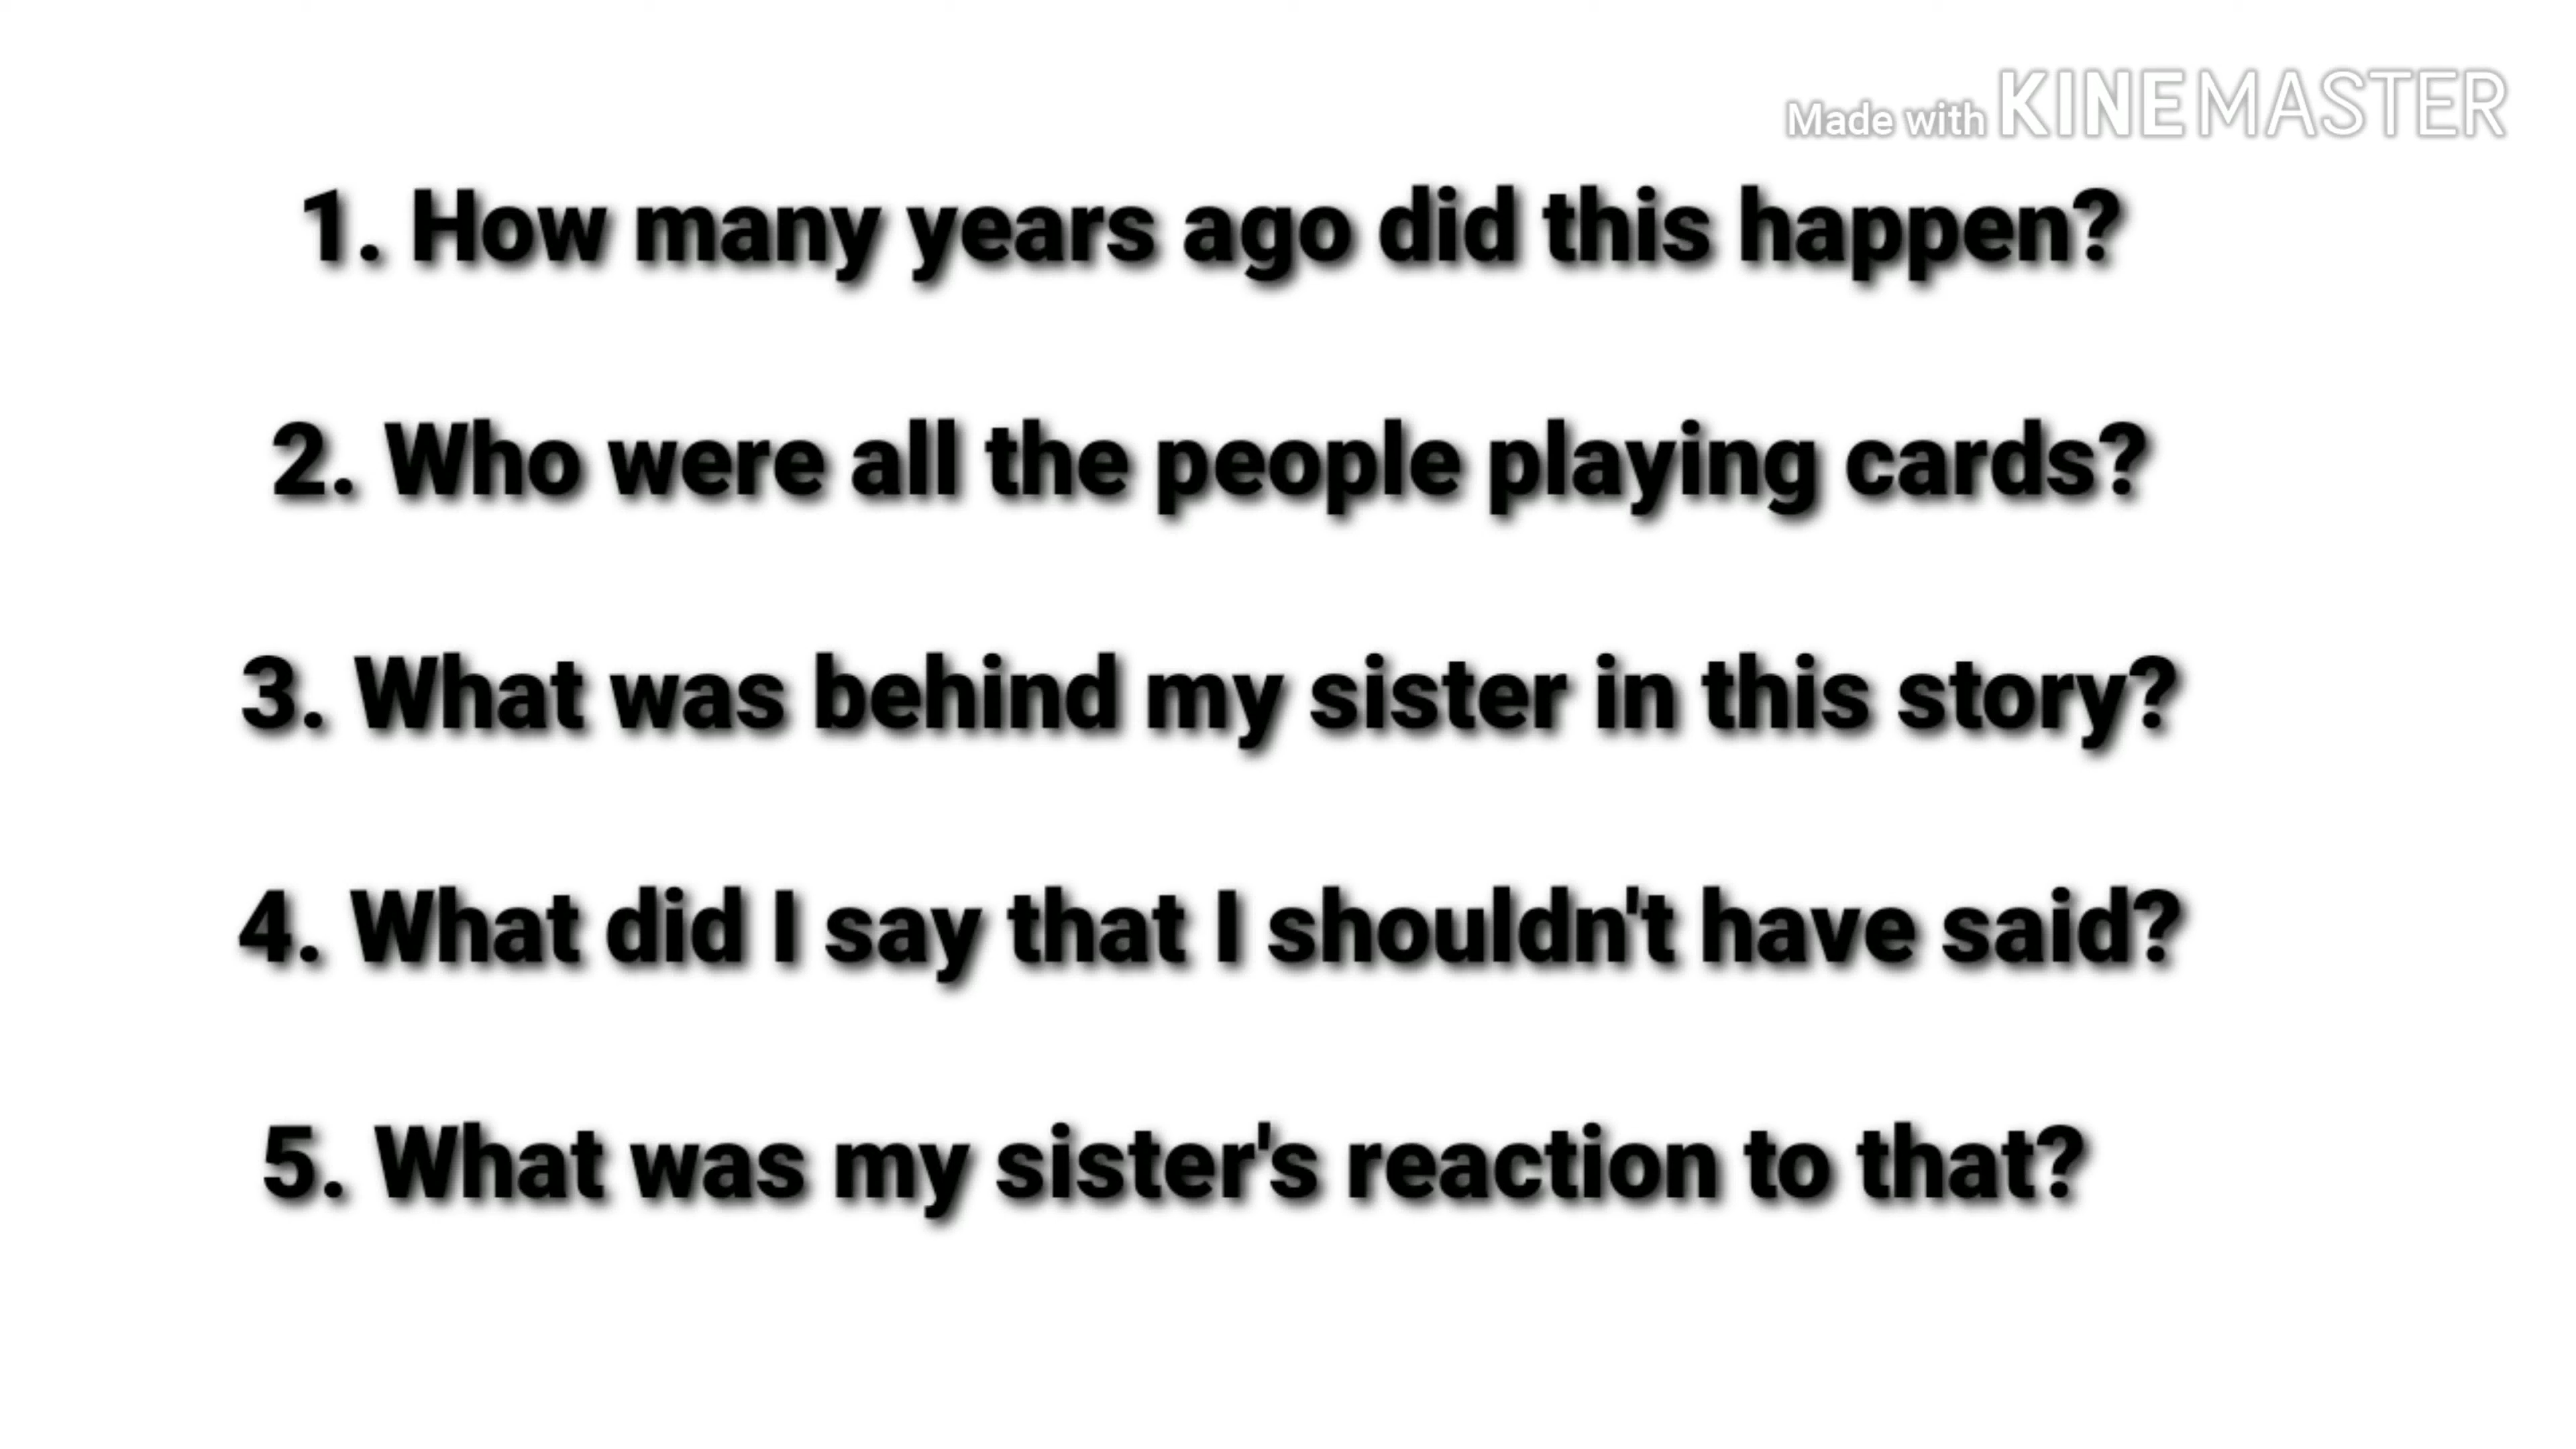 Made with KINEMASTER
1. How many years ago did this happen?
2. Who were all the people playing cards?
3. What was behind my sister in this story?
4. What did I say that I shouldn't have said?
5. What was my sister's reaction to that?